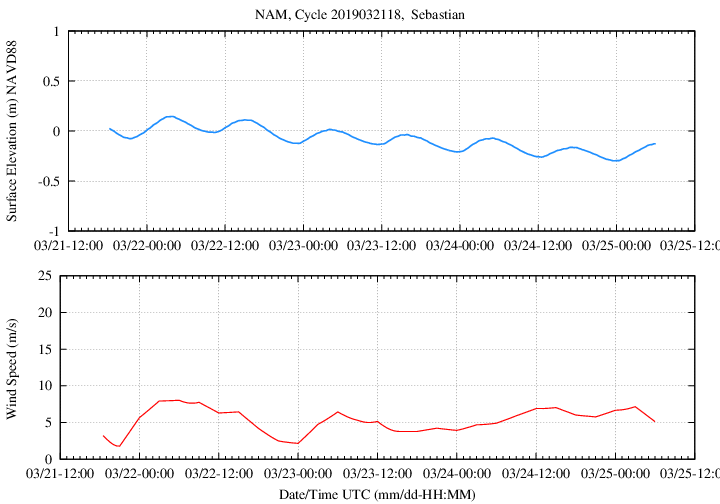 NAM, Cycle 2019032118,  Sebastian
Surface Elevation (m) NAVD88
1
0.5
0
-0.5
-1
03/21-12:00 03/22-00:00 03/22-12:00 03/23-00:00 03/23-12:00 03/24-00:00 03/24-12:00 03/25-00:00 03/25-12:0
Wind Speed (m/s)
25
20
15
10
5
0
03/21-12:00 03/22-00:00 03/22-12:00 03/23-00:00 03/23-12:00 03/24-00:00 03/24-12:00 03/25-00:00 03/25-12:0
Date/Time UTC (mm/dd-HH:MM)